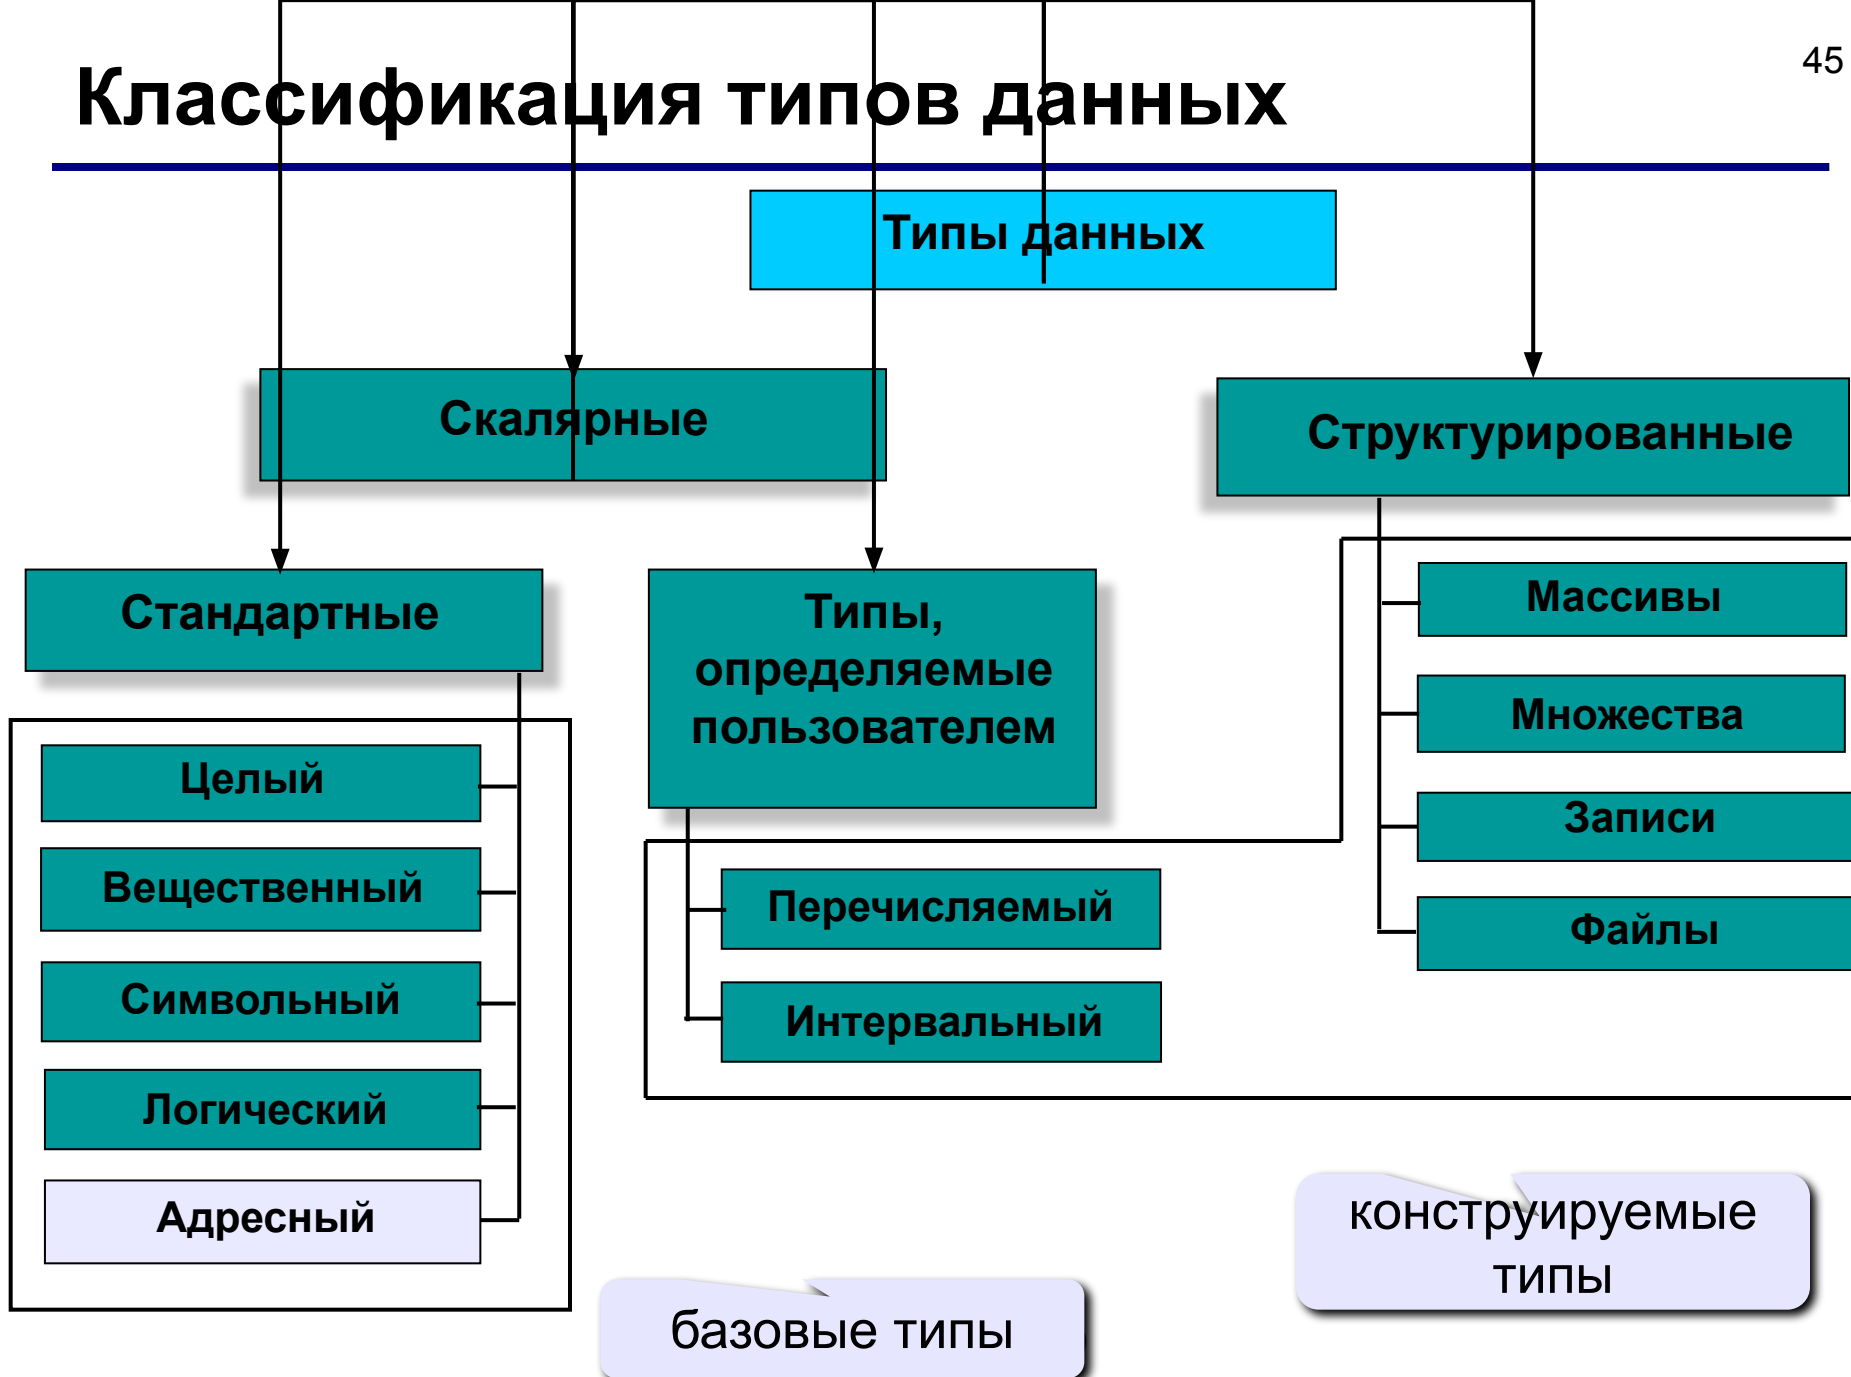 45
Классификация типов данных
Типы данных
Скалярные
Структурированные
Стандартные
Типы,
определяемые
пользователем
Массивы
Множества
Записи
Файлы
Целый
Вещественный
Символьный
Логический
Адресный
Перечисляемый
Интервальный
конструируемые
типы
базовые типы